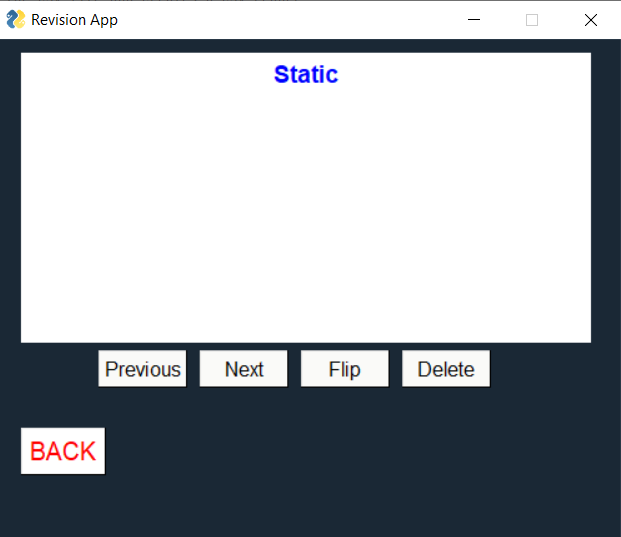 Revision App
Static
Previous Next Flip Delete
BACK